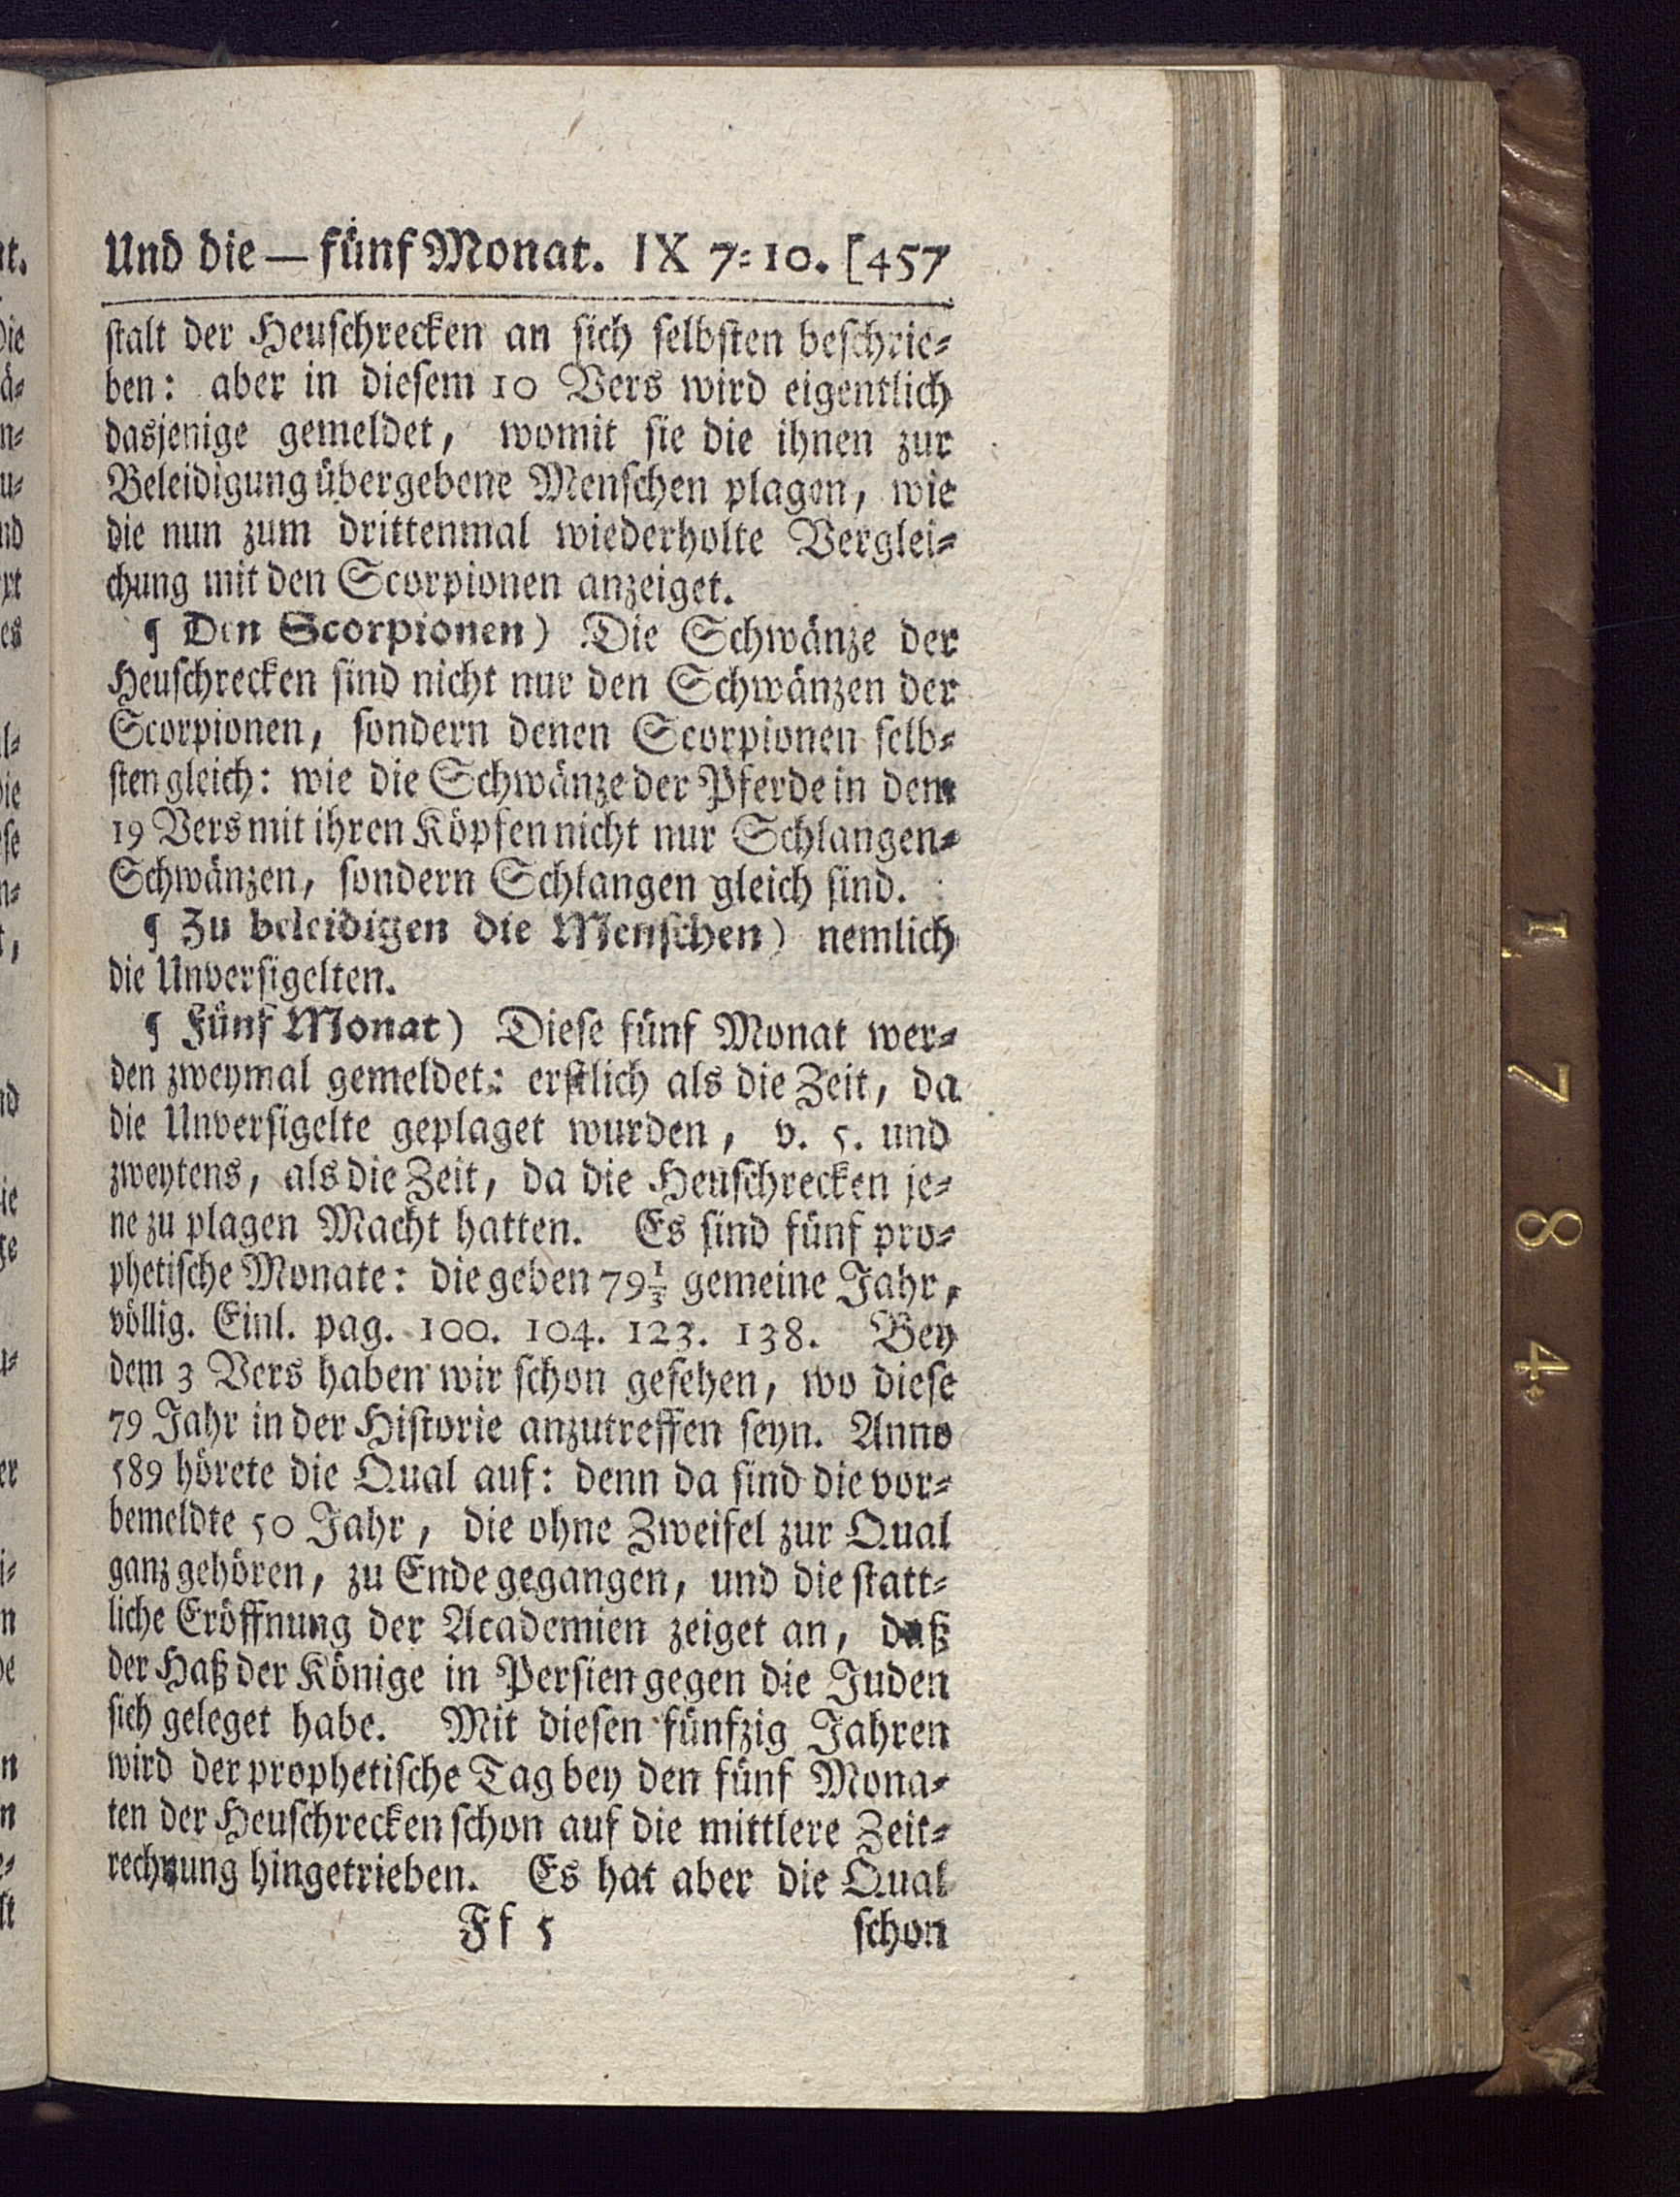 Und die — fünf Monat. IX 7=10. [457
stalt der Heuschrecken an sich selbsten beschrie=
ben: aber in diesem 10 Vers wird eigentlich
dasjenige gemeldet, womit sie die ihnen zur
Beleidigung übergebene Menschen plagen, wie
die nun zum drittenmal wiederholte Verglei=
chung mit den Scorpionen anzeiget.
¶ Den Scorpionen) Die Schwänze der
Heuschrecken sind nicht nur den Schwänzen der
Scorpionen, sondern denen Scorpionen selb=
sten gleich: wie die Schwänze der Pferde in dem
19 Vers mit ihren Köpfen nicht nur Schlangen=
Schwänzen, sondern Schlangen gleich sind.
¶ Zu beleidigen die Menschen) nemlich
die Unversigelten.
¶ Fünf Monat) Diese fünf Monat wer=
den zweymal gemeldet: erstlich als die Zeit, da
die Unversigelte geplaget wurden, v. 5. und
zweytens, als die Zeit, da die Heuschrecken je=
ne zu plagen Macht hatten. Es sind fünf pro=
phetische Monate: die geben 79 1/3 gemeine Jahr,
völlig. Einl. pag. 100. 104. 123. 138. Bey
dem 3 Vers haben wir schon gesehen, wo diese
79 Jahr in der Historie anzutreffen seyn. Anno
589 hörete die Qual auf: denn da sind die vor=
bemeldte 50 Jahr, die ohne Zweifel zur Qual
ganz gehören, zu Ende gegangen, und die statt=
liche Eröffnung der Academien zeiget an, daß
der Haß der Könige in Persien gegen die Juden
sich geleget habe. Mit diesen fünfzig Jahren
wird der prophetische Tag bey den fünf Mona=
ten der Heuschrecken schon auf die mittlere Zeit=
rechnung hingetrieben. Es hat aber die Qual
Ff 5 schon
1784.